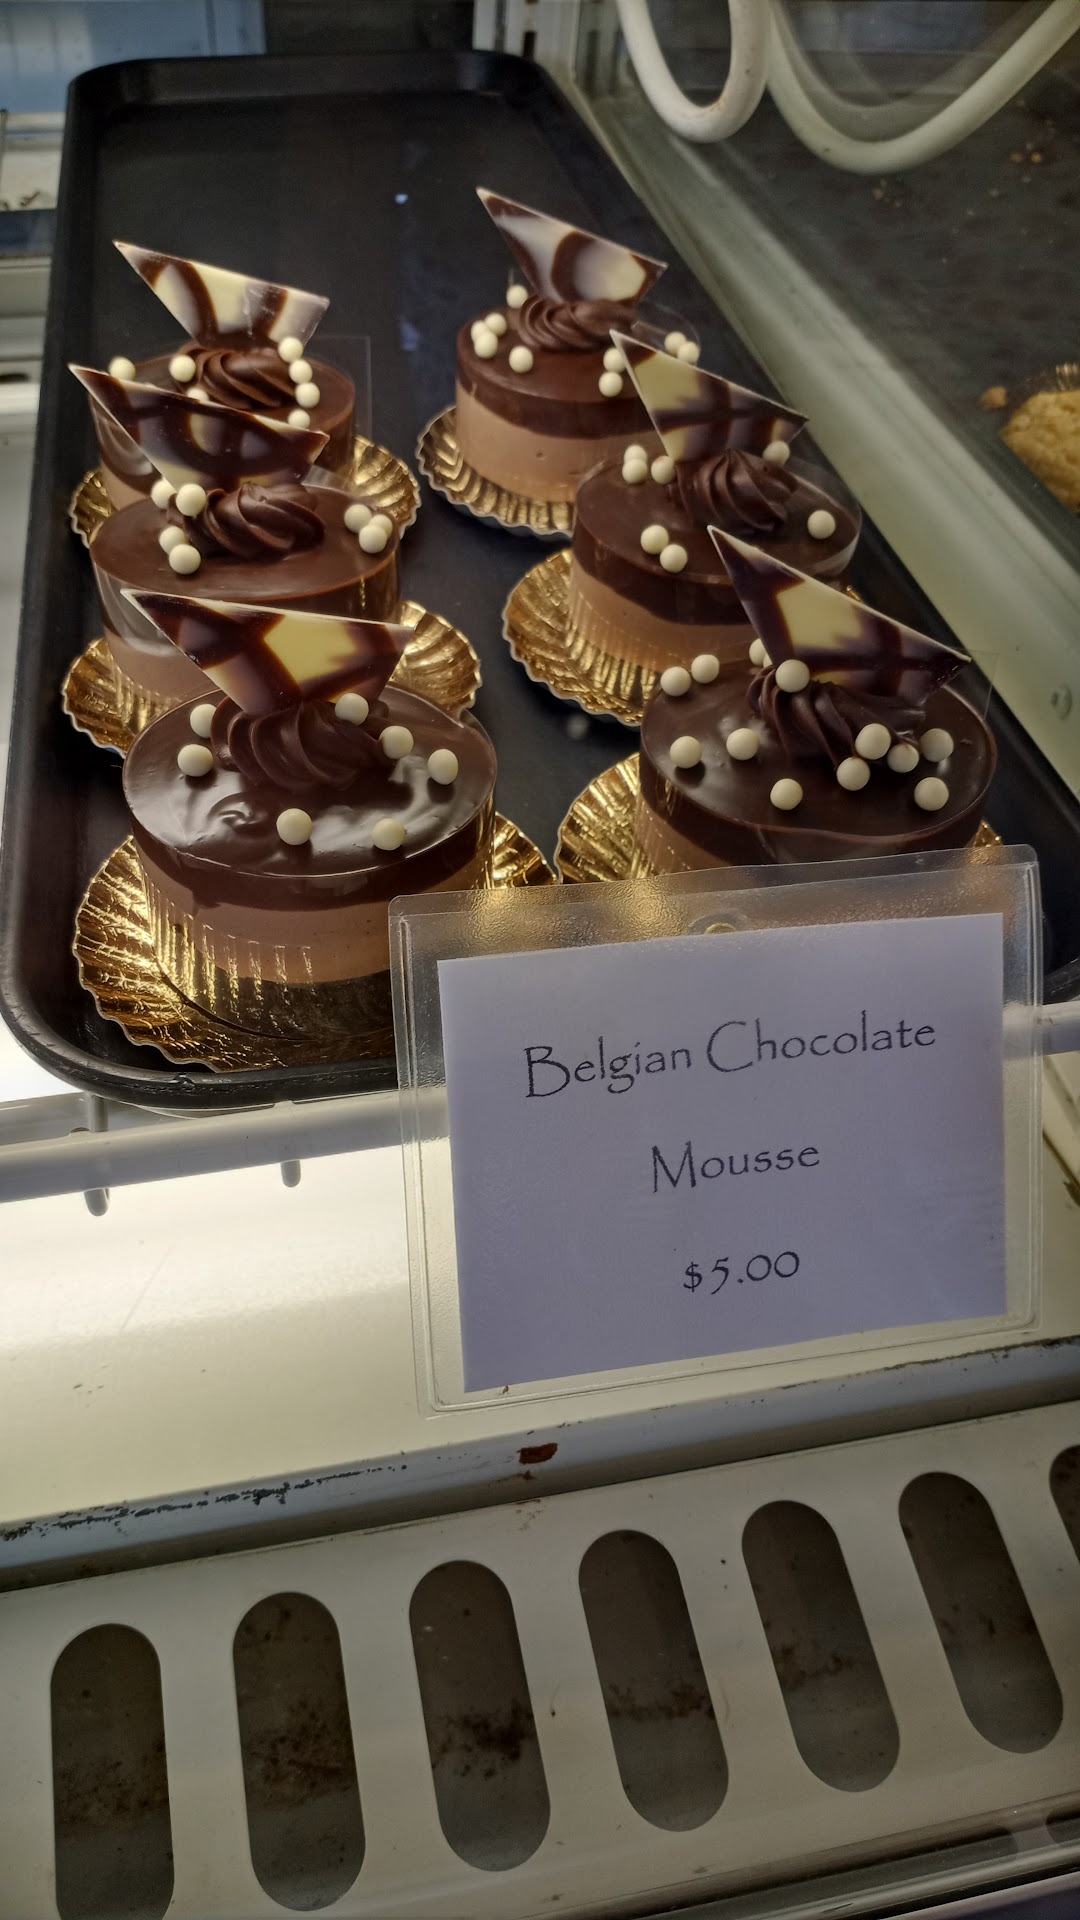 Belgian Chocolate
Mousse
$5.00